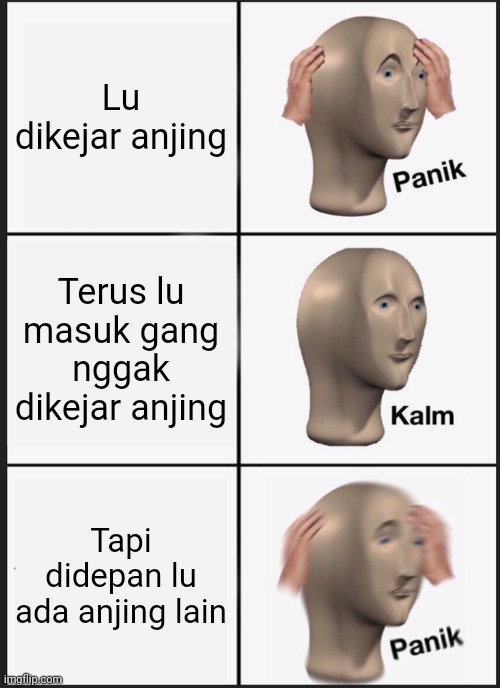 Lu
dikejar anjing
Panik
Terus lu
masuk gang
nggak
dikejar anjing
Kalm
Tapi
didepan lu
ada anjing lain
Panik
imgflip.com